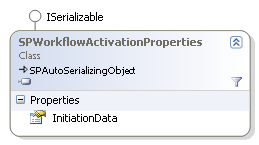 ISerializable
SPWorkflowActivationProperties
Class
SPAutoSerializingObject
Properties
InitiationData